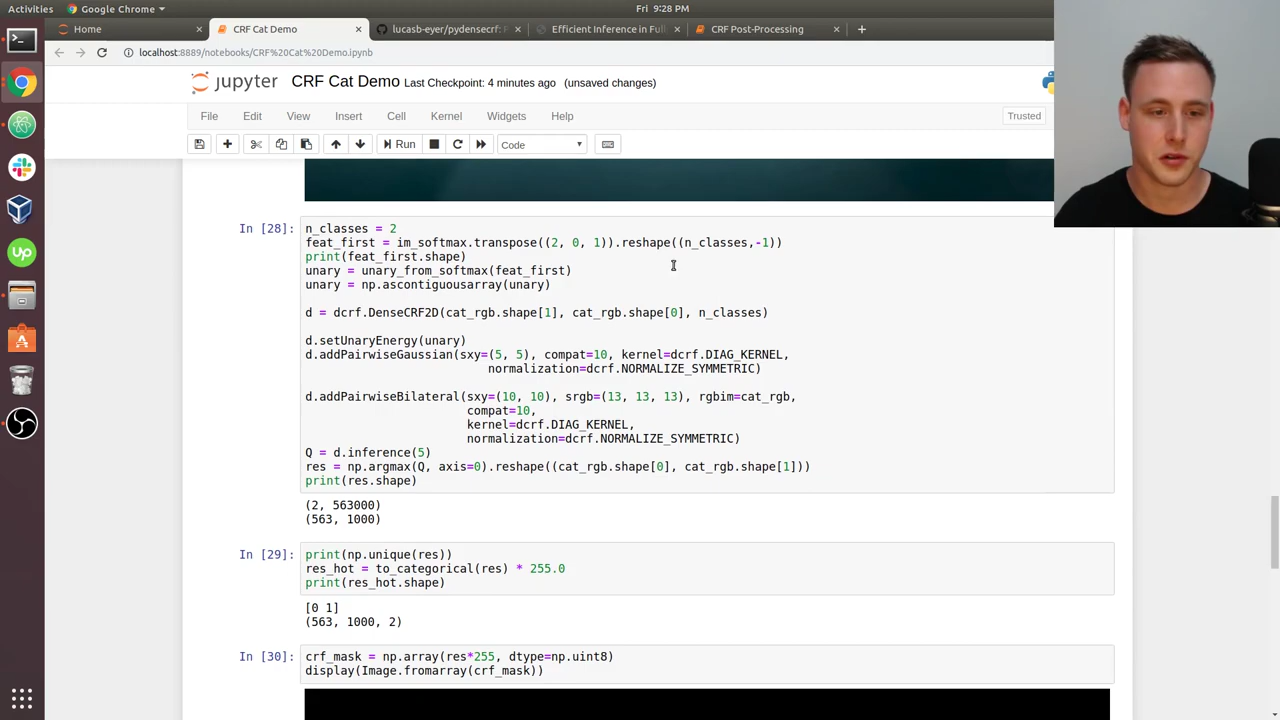 Activities
Google Chrome
Fri 9:28 PM
Home
CRF Cat Demo
lucasb-eyer/pydensecrf:
Efficient Inference in Full
CRF Post-Processing
localhost:8889/notebooks/CRF%20Cat%20Demo.ipynb
jupyter
CRF Cat Demo Last Checkpoint: 4 minutes ago (unsaved changes)
File Edit View Insert Cell Kernel Widgets Help
Trusted
Run
Code
In [28]:
n_classes = 2
feat_first = im_softmax.transpose((2, 0, 1)).reshape((n_classes,-1))
print(feat_first.shape)
unary = unary_from_softmax(feat_first)
unary = np.ascontiguousarray(unary)
d = dcrf.DenseCRF2D(cat_rgb.shape[1], cat_rgb.shape[0], n_classes)
d.setUnaryEnergy(unary)
d.addPairwiseGaussian(sxy=(5, 5), compat=10, kernel=dcrf.DIAG_KERNEL,
normalization=dcrf.NORMALIZE_SYMMETRIC)
d.addPairwiseBilateral(sxy=(10, 10), srgb=(13, 13, 13), rgbim=cat_rgb,
compat=10,
kernel=dcrf.DIAG_KERNEL,
normalization=dcrf.NORMALIZE_SYMMETRIC)
Q = d.inference(5)
res = np.argmax(Q, axis=0).reshape((cat_rgb.shape[0], cat_rgb.shape[1]))
print(res.shape)
(2, 563000)
(563, 1000)
In [29]:
print(np.unique(res))
res_hot = to_categorical(res) * 255.0
print(res_hot.shape)
[0 1]
(563, 1000, 2)
In [30]:
crf_mask = np.array(res*255, dtype=np.uint8)
display(Image.fromarray(crf_mask))